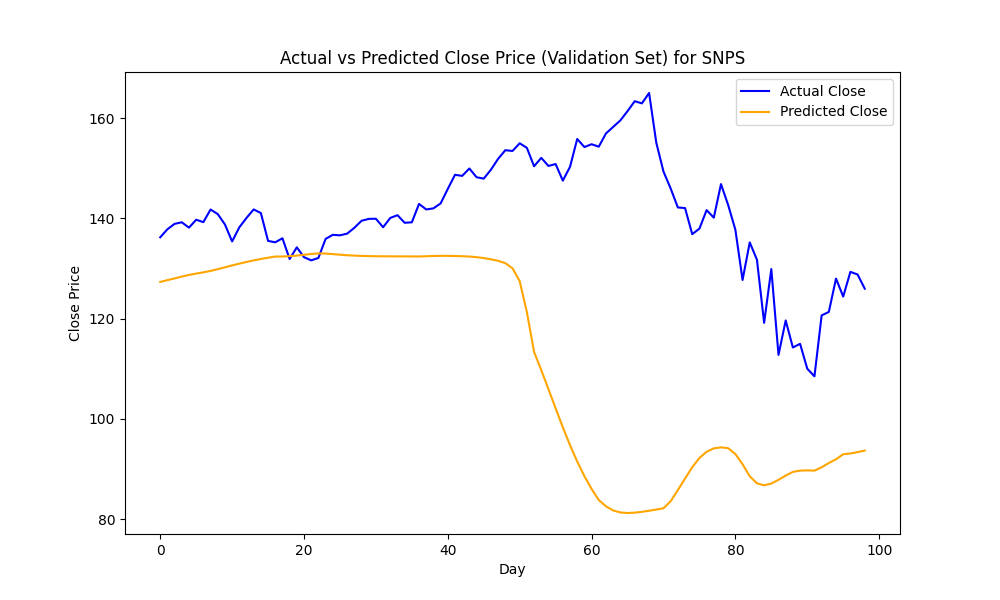 Actual vs Predicted Close Price (Validation Set) for SNPS
Actual Close
Predicted Close
Close Price
160
140
120
100
80
0 20 40 60 80 100
Day